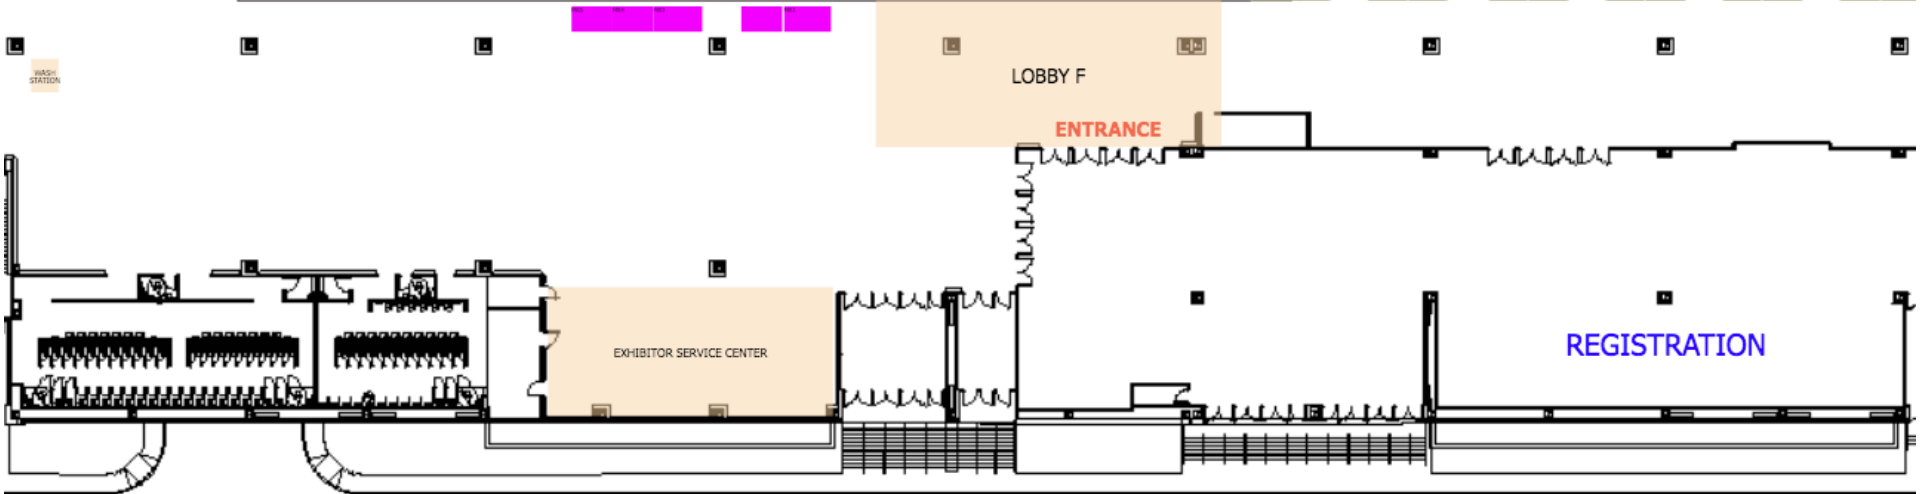 LOBBY F
WASH
STATION
ENTRANCE
REGISTRATION
EXHIBITOR SERVICE CENTER